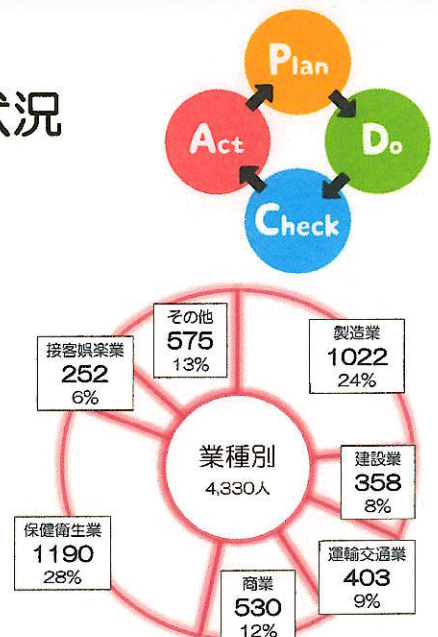 状況
Plan
Do
Check
Act
業種別
4,330人
製造業
1022
24%
建設業
358
8%
運輸交通業
403
9%
商業
530
12%
保健衛生業
1190
28%
接客娯楽業
252
6%
その他
575
13%